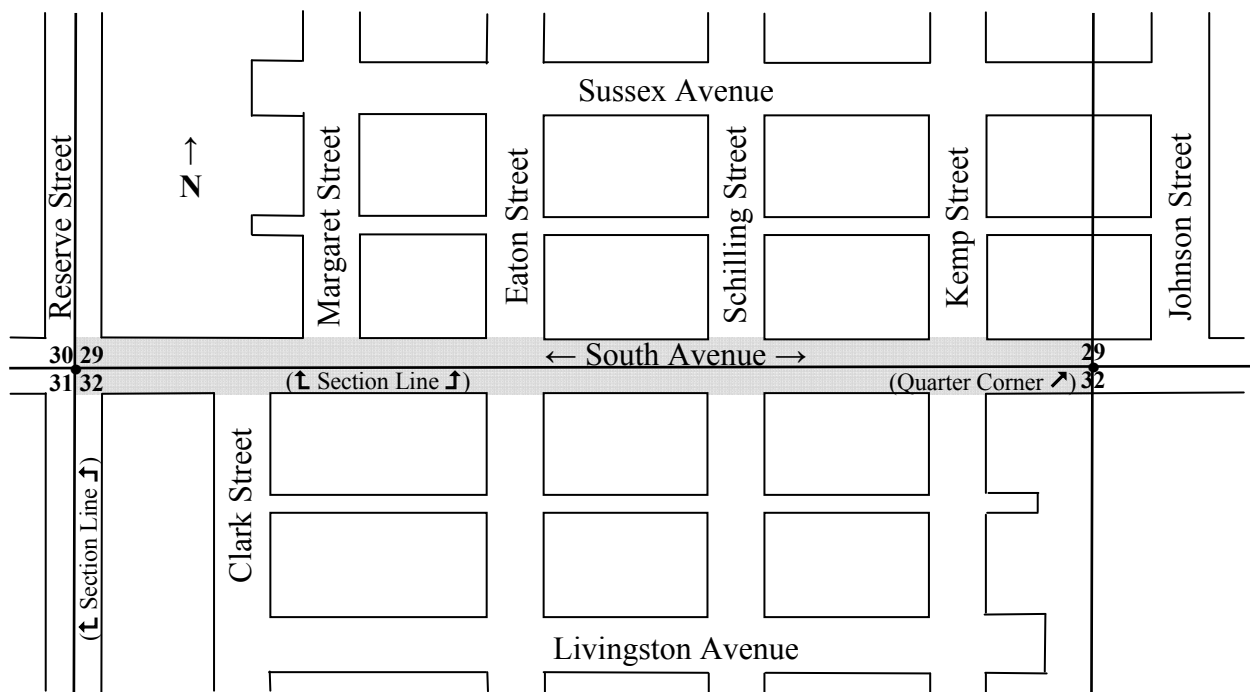 Sussex Avenue
Reserve Street
↑
N
Margaret Street
Eaton Street
Schilling Street
Kemp Street
Johnson Street
30 29
← South Avenue →
29
31 32
(⮤ Section Line ⮥)
(Quarter Corner ↗)
32
(⮤ Section Line ⮥)
Clark Street
Livingston Avenue